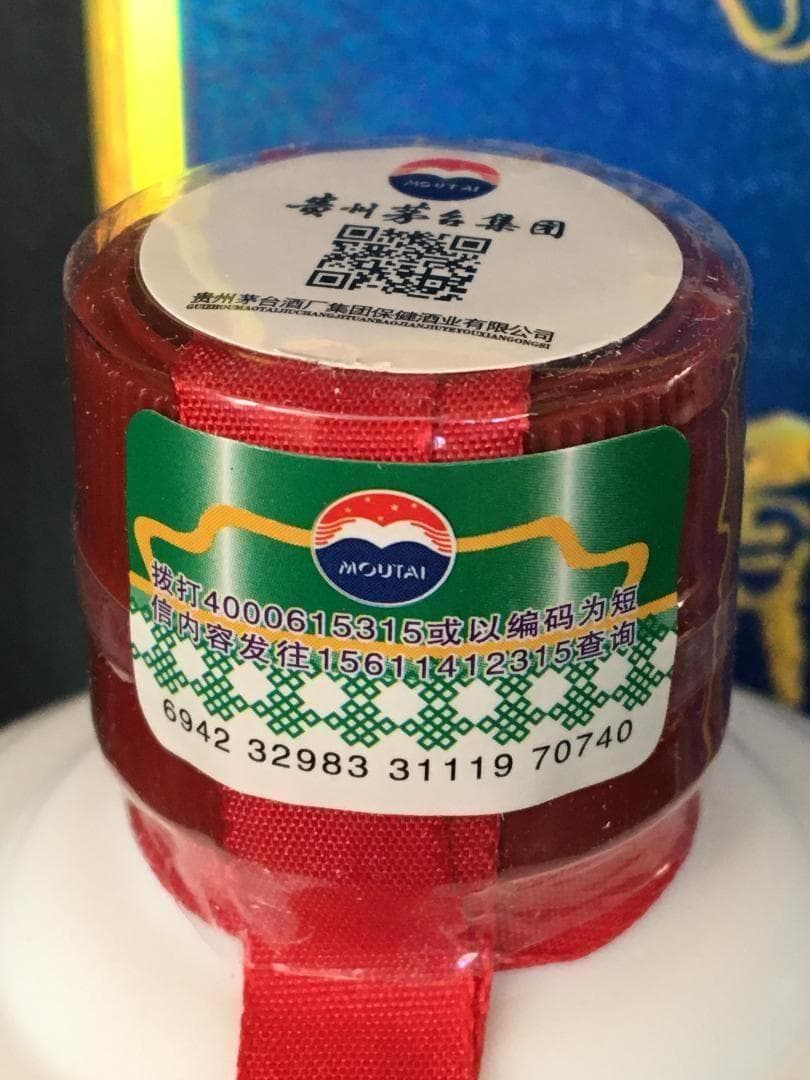 MOUTAI
贵州茅台集团
贵州茅台酒厂集团保健酒业有限公司
GUIZHOUMAOTAIJIUCHANGJITUANBAOJIANJIUYEYOUXIANGONGSI
MOUTAI
拨打4000615315或以编码为短
信内容发往15611412315查询
6942 32983 31119 70740